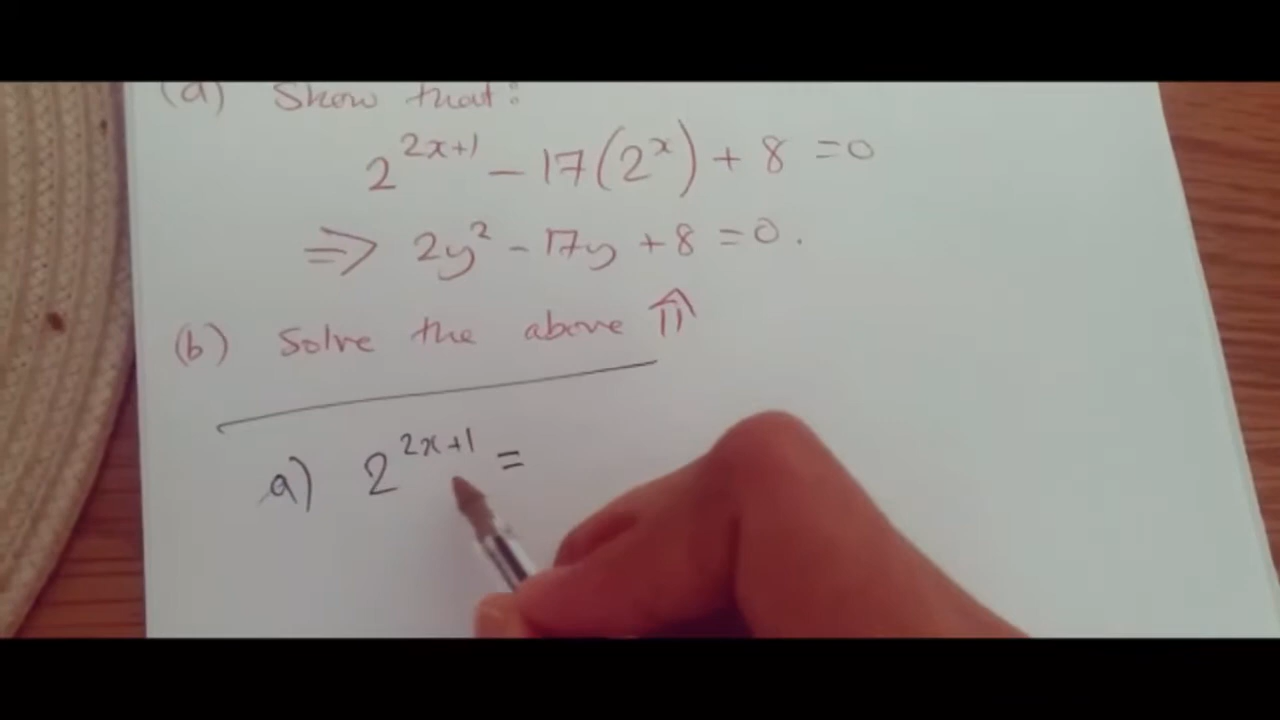 (a) Show that:
2^{2x+1} - 17(2^x) + 8 = 0
⇒ 2y² - 17y + 8 = 0.
(b) Solve the above ⇑
a) 2^{2x+1} =